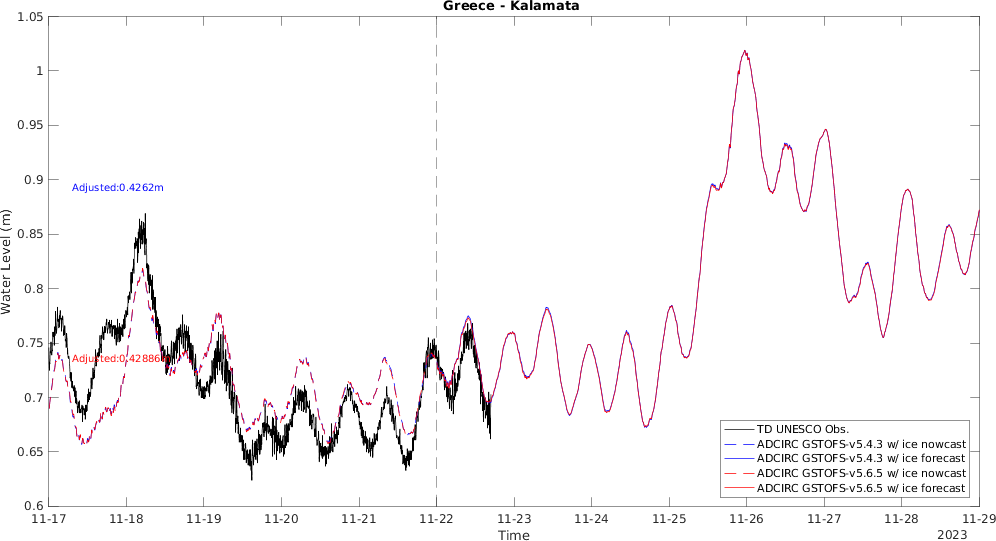 Greece - Kalamata
1.05
1
0.95
0.9
0.85
0.8
0.75
0.7
0.65
0.6
Water Level (m)
Adjusted:0.4262m
Adjusted:0.42886
11-17
11-18
11-19
11-20
11-21
11-22
11-23
11-24
11-25
11-26
11-27
11-28
11-29
Time
2023
TD UNESCO Obs.
ADCIRC GSTOFS-v5.4.3 w/ ice nowcast
ADCIRC GSTOFS-v5.4.3 w/ ice forecast
ADCIRC GSTOFS-v5.6.5 w/ ice nowcast
ADCIRC GSTOFS-v5.6.5 w/ ice forecast